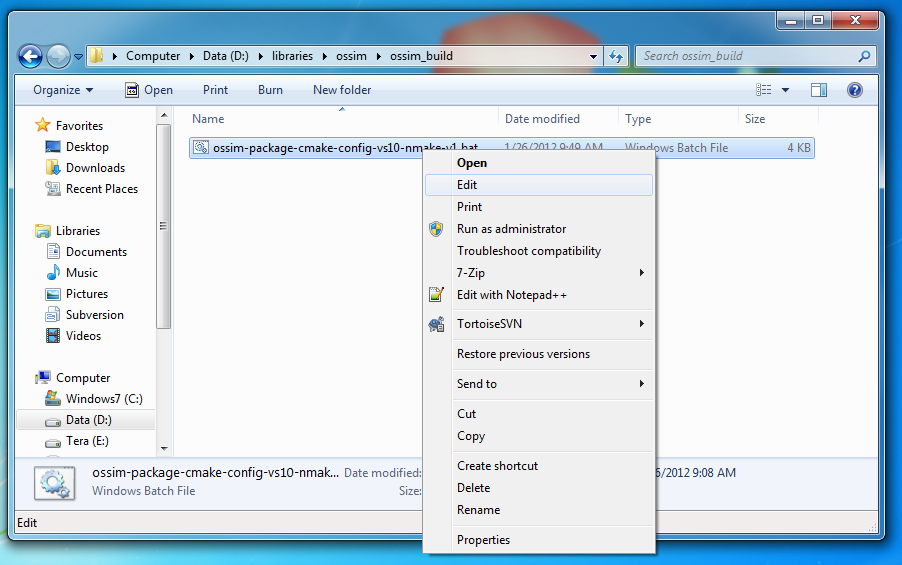 Computer Data (D:) libraries ossim ossim_build
Search ossim_build
Organize Open Print Burn New folder
Name Date modified Type Size
ossim-package-cmake-config-vs10-nmake-v1.bat 1/26/2012 9:49 AM Windows Batch File 4 KB
Favorites
Desktop
Downloads
Recent Places
Libraries
Documents
Music
Pictures
Subversion
Videos
Computer
Windows7 (C:)
Data (D:)
Tera (E:)
Open
Edit
Print
Run as administrator
Troubleshoot compatibility
7-Zip
Edit with Notepad++
TortoiseSVN
Restore previous versions
Send to
Cut
Copy
Create shortcut
Delete
Rename
Properties
ossim-package-cmake-config-vs10-nmak... Date modified: 6/2012 9:08 AM
Windows Batch File Size:
Edit